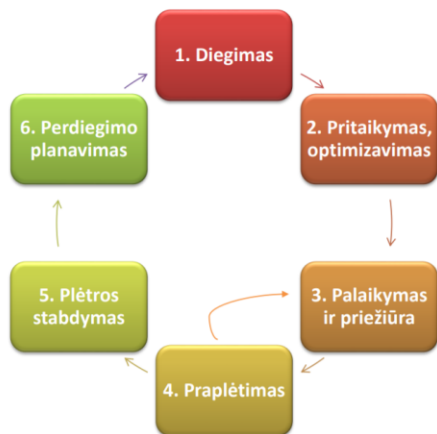 1. Diegimas
2. Pritaikymas,
optimizavimas
3. Palaikymas
ir priežiūra
4. Praplėtimas
5. Plėtros
stabdymas
6. Perdiegimo
planavimas